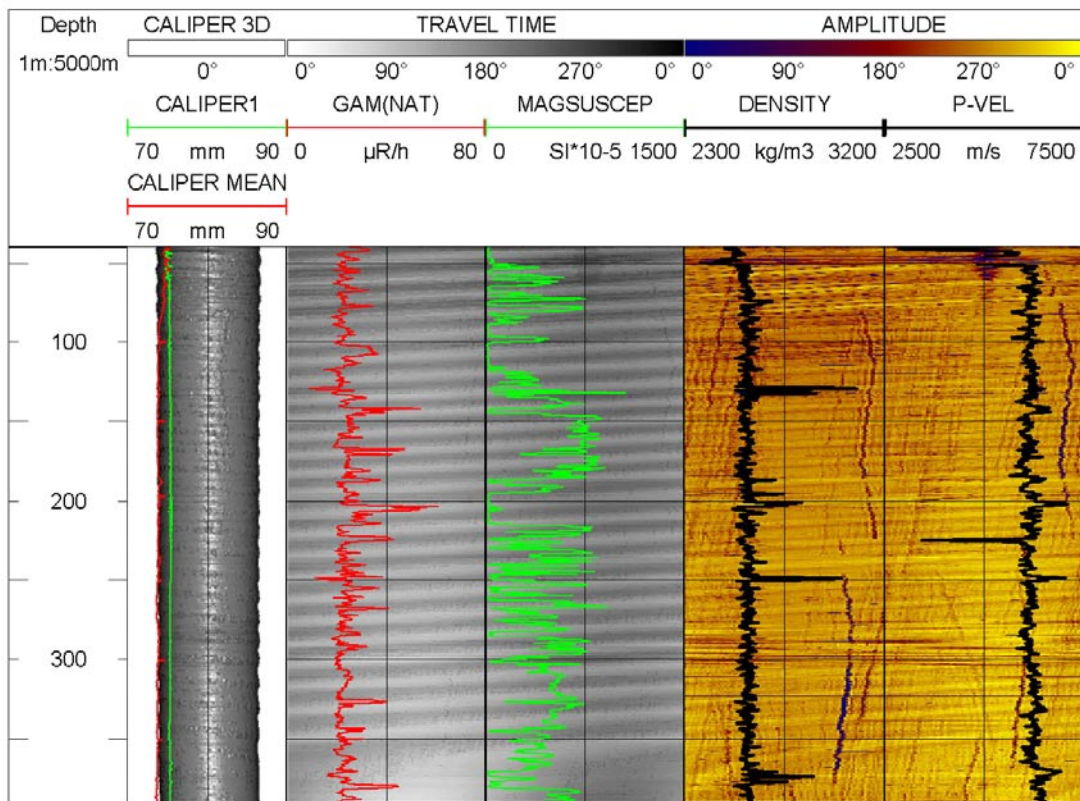 Depth CALIPER 3D TRAVEL TIME AMPLITUDE
1m:5000m 0° 0° 90° 180° 270° 0° 0° 90° 180° 270° 0°
CALIPER1 GAM(NAT) MAGSUSCEP DENSITY P-VEL
70 mm 90 0 µR/h 80 0 SI*10-5 1500 2300 kg/m3 3200 2500 m/s 7500
CALIPER MEAN
70 mm 90
100
200
300